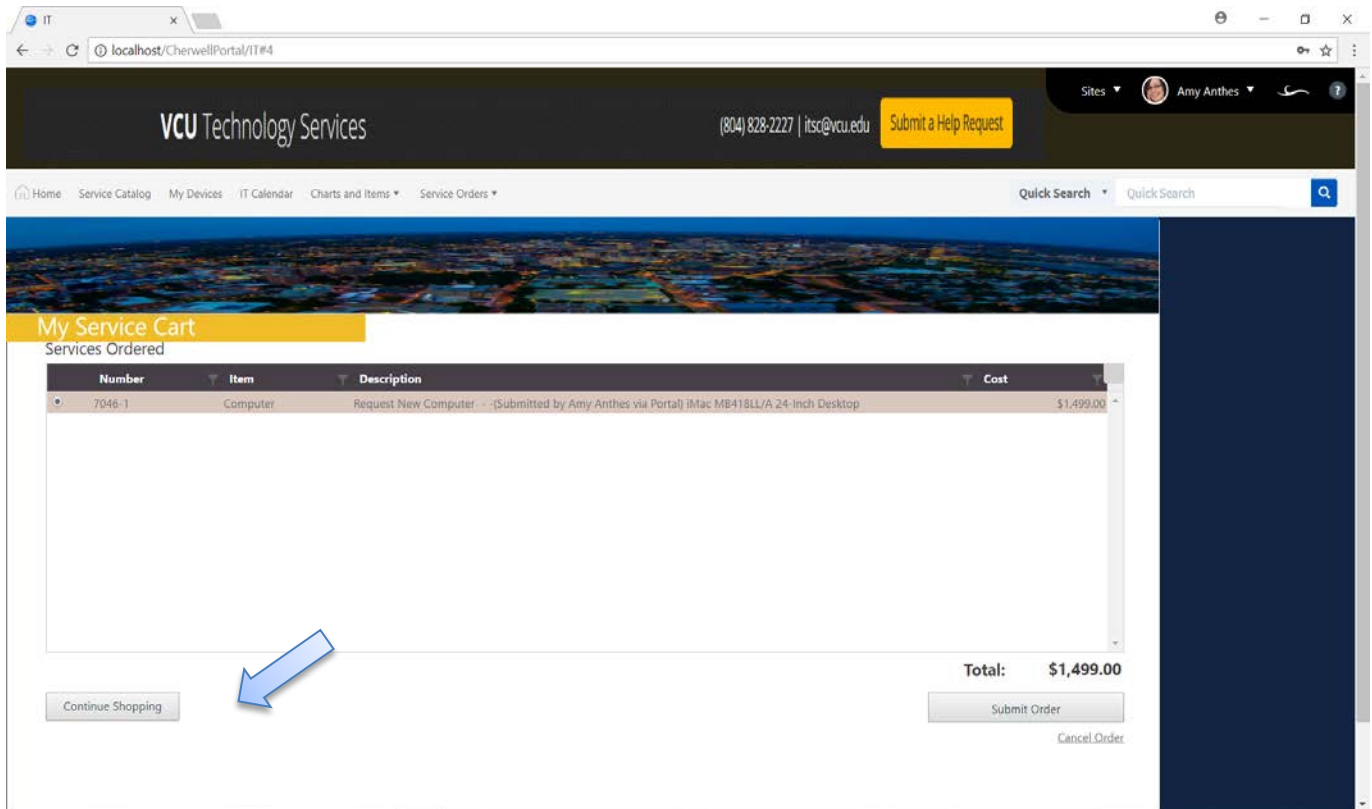 IT
localhost/CherwellPortal/IT#4
Sites Amy Anthes ?
VCU Technology Services (804) 828-2227 | itsc@vcu.edu Submit a Help Request
Home Service Catalog My Devices IT Calendar Charts and Items Service Orders Quick Search Quick Search
My Service Cart
Services Ordered
Number Item Description Cost
7046-1 Computer Request New Computer - -(Submitted by Amy Anthes via Portal) iMac MB418LL/A 24-Inch Desktop $1,499.00
Total: $1,499.00
Continue Shopping Submit Order
Cancel Order